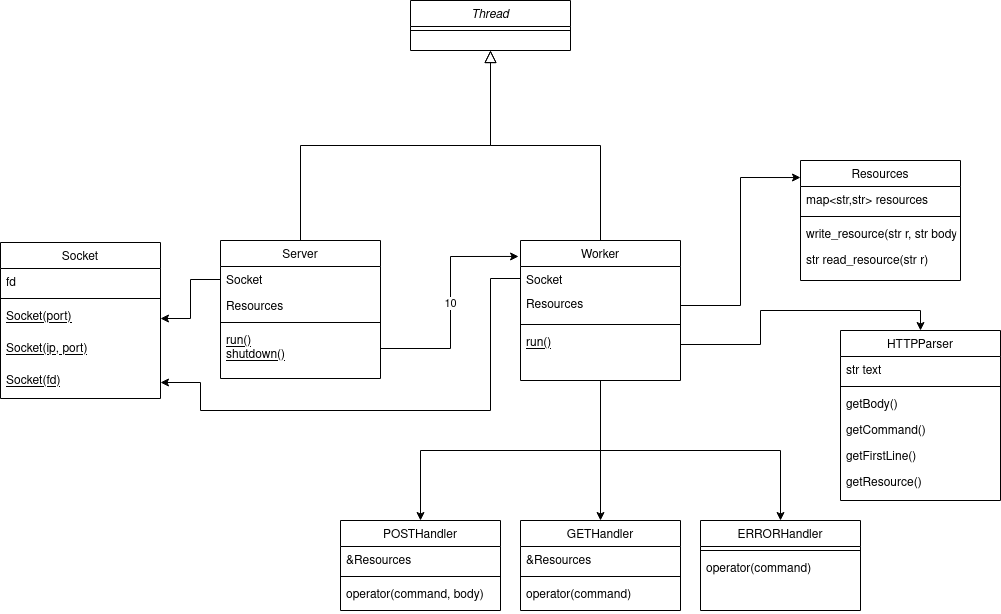 Thread
Resources
map<str,str> resources
write_resource(str r, str body
str read_resource(str r)
Socket
fd
Socket(port)
Socket(ip, port)
Socket(fd)
Server
Socket
Resources
run()
shutdown()
10
Worker
Socket
Resources
run()
HTTPParser
str text
getBody()
getCommand()
getFirstLine()
getResource()
POSTHandler
&Resources
operator(command, body)
GETHandler
&Resources
operator(command)
ERRORHandler
operator(command)